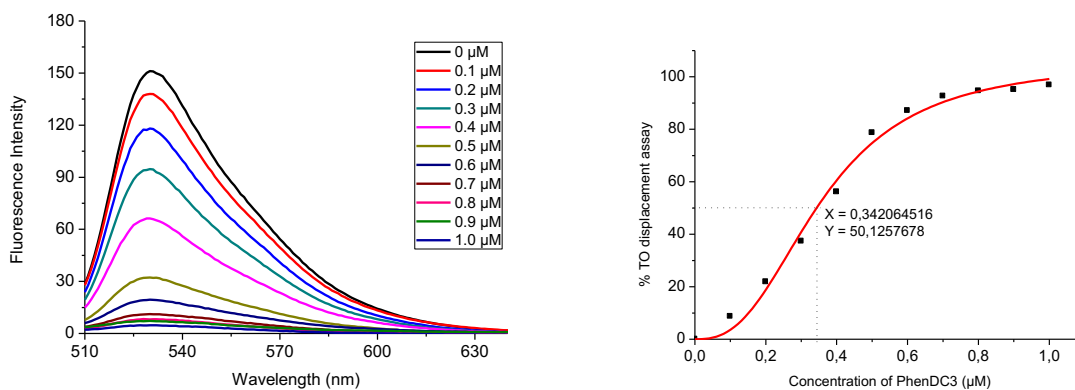 180
150
120
90
60
30
0
Fluorescence Intensity
510 540 570 600 630
Wavelength (nm)
0 µM
0.1 µM
0.2 µM
0.3 µM
0.4 µM
0.5 µM
0.6 µM
0.7 µM
0.8 µM
0.9 µM
1.0 µM
100
80
60
40
20
0
% TO displacement assay
X = 0,342064516
Y = 50,1257678
0,0 0,2 0,4 0,6 0,8 1,0
Concentration of PhenDC3 (µM)